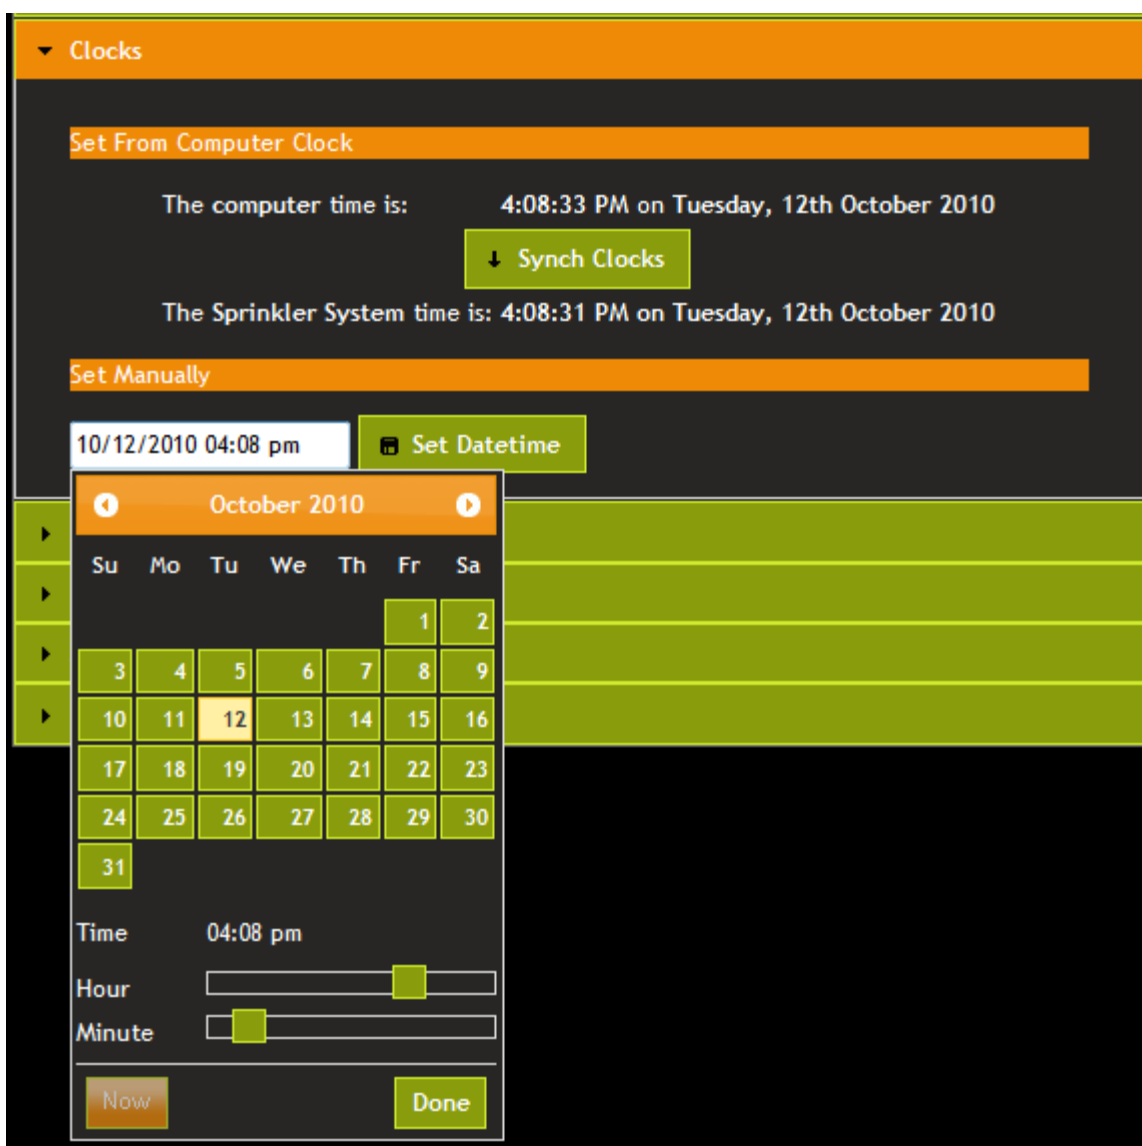 Clocks
Set From Computer Clock
The computer time is: 4:08:33 PM on Tuesday, 12th October 2010
Synch Clocks
The Sprinkler System time is: 4:08:31 PM on Tuesday, 12th October 2010
Set Manually
10/12/2010 04:08 pm Set Datetime
October 2010
Su Mo Tu We Th Fr Sa
1 2
3 4 5 6 7 8 9
10 11 12 13 14 15 16
17 18 19 20 21 22 23
24 25 26 27 28 29 30
31
Time 04:08 pm
Hour
Minute
Now Done